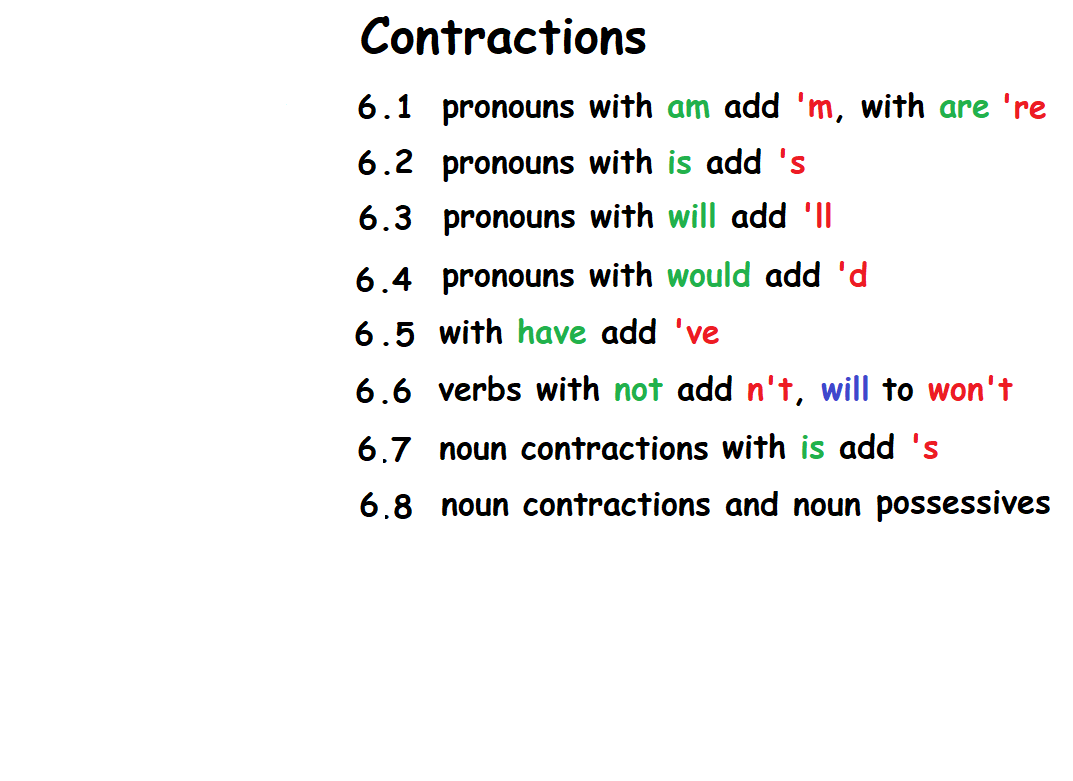 Contractions
6.1 pronouns with am add 'm, with are 're
6.2 pronouns with is add 's
6.3 pronouns with will add 'll
6.4 pronouns with would add 'd
6.5 with have add 've
6.6 verbs with not add n't, will to won't
6.7 noun contractions with is add 's
6.8 noun contractions and noun possessives